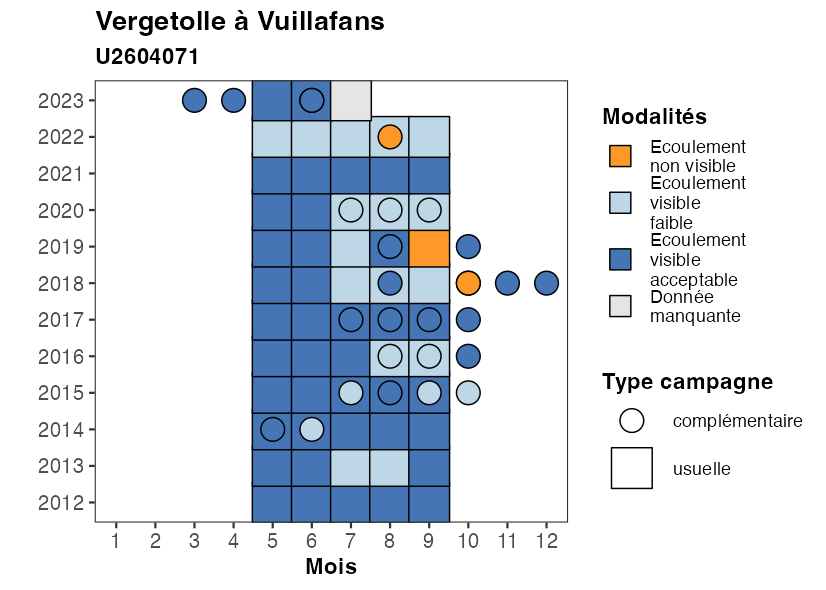 Vergetolle à Vuillafans
U2604071
2023
2022
2021
2020
2019
2018
2017
2016
2015
2014
2013
2012
1 2 3 4 5 6 7 8 9 10 11 12
Mois
Modalités
Ecoulement
non visible
Ecoulement
visible
faible
Ecoulement
visible
acceptable
Donnée
manquante
Type campagne
complémentaire
usuelle